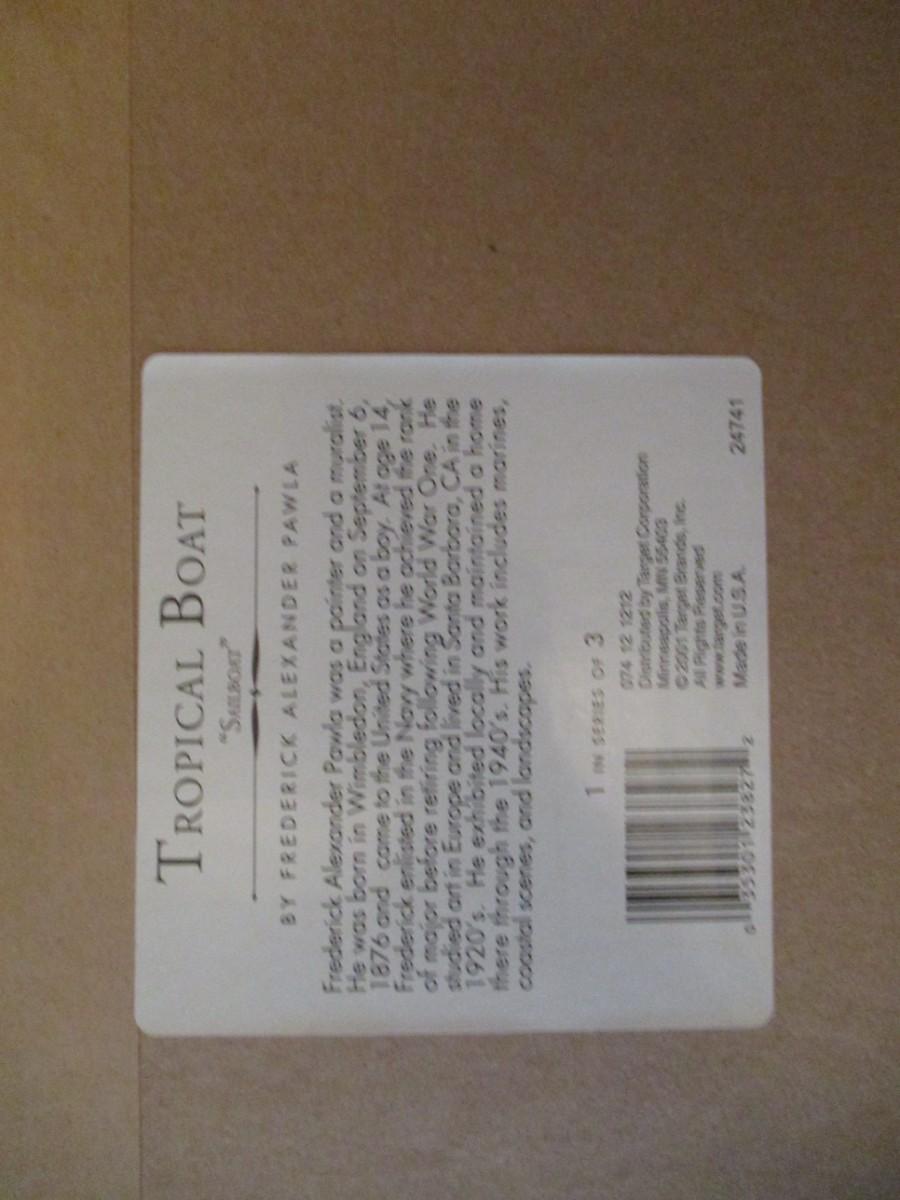 TROPICAL BOAT
"SAILBOAT"
BY FREDERICK ALEXANDER PAWLA
Frederick Alexander Pawla was a painter and a muralist.
He was born in Wimbledon, England on September 6,
1876 and came to the United States as a boy. At age 14,
Frederick enlisted in the Navy where he achieved the rank
of major before retiring following World War One. He
studied art in Europe and lived in Santa Barbara, CA in the
1920's. He exhibited locally and maintained a home
there through the 1940's. His work includes marines,
coastal scenes, and landscapes.
1 IN SERIES OF 3
074 12 1212
Distributed by Target Corporation
Minneapolis, MN 55403
© 2001 Target Brands, Inc.
All Rights Reserved
www.target.com
Made in U.S.A.
24741
0 35301 23827 2